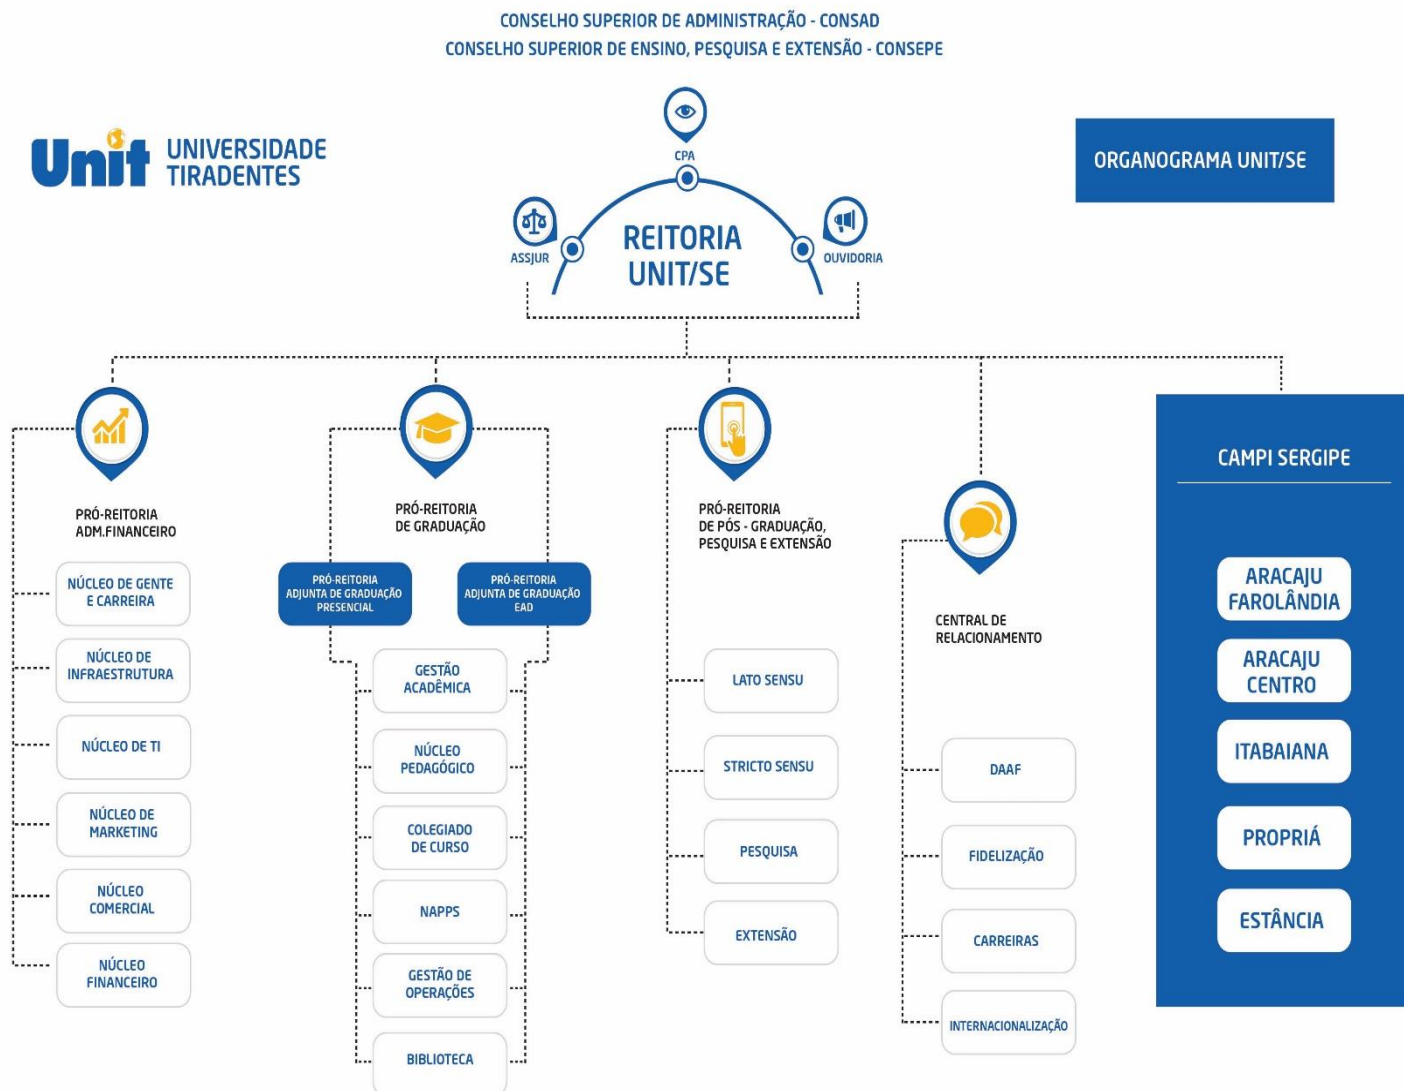 CONSELHO SUPERIOR DE ADMINISTRAÇÃO - CONSAD
CONSELHO SUPERIOR DE ENSINO, PESQUISA E EXTENSÃO - CONSEPE
Unit
UNIVERSIDADE
TIRADENTES
ORGANOGRAMA UNIT/SE
CPA
ASSJUR
REITORIA
UNIT/SE
OUVIDORIA
PRÓ-REITORIA
ADM.FINANCEIRO
NÚCLEO DE GENTE
E CARREIRA
NÚCLEO DE
INFRAESTRUTURA
NÚCLEO DE TI
NÚCLEO DE
MARKETING
NÚCLEO
COMERCIAL
NÚCLEO
FINANCEIRO
PRÓ-REITORIA
DE GRADUAÇÃO
PRÓ-REITORIA
ADJUNTA DE GRADUAÇÃO
PRESENCIAL
PRÓ-REITORIA
ADJUNTA DE GRADUAÇÃO
EAD
GESTÃO
ACADÊMICA
NÚCLEO
PEDAGÓGICO
COLEGIADO
DE CURSO
NAPPS
GESTÃO DE
OPERAÇÕES
BIBLIOTECA
PRÓ-REITORIA
DE PÓS - GRADUAÇÃO,
PESQUISA E EXTENSÃO
LATO SENSU
STRICTO SENSU
PESQUISA
EXTENSÃO
CENTRAL DE
RELACIONAMENTO
DAAF
FIDELIZAÇÃO
CARREIRAS
INTERNACIONALIZAÇÃO
CAMPI SERGIPE
ARACAJU
FAROLÂNDIA
ARACAJU
CENTRO
ITABAIANA
PROPRIÁ
ESTÂNCIA